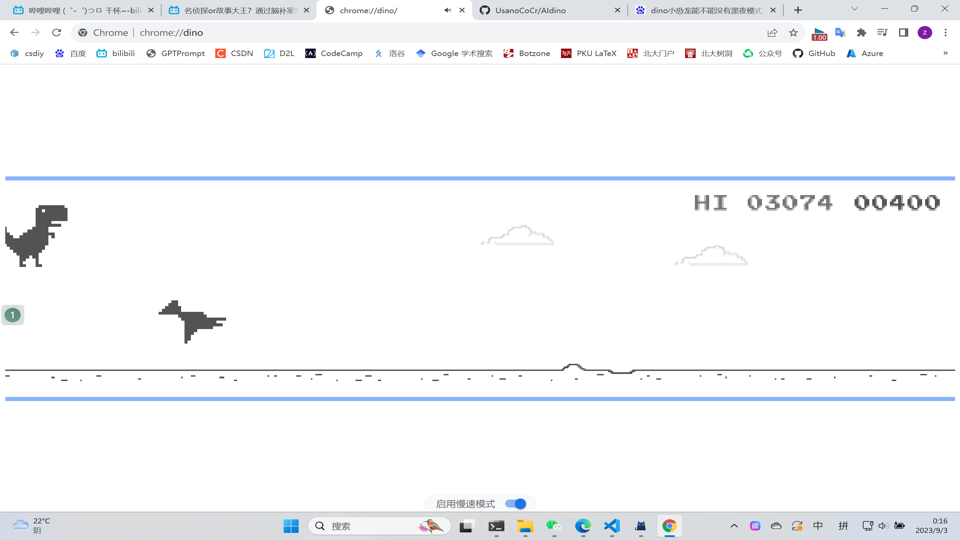 哔哩哔哩 (゜-゜)つロ 干杯~-bili
名侦探or故事大王？通过脑补案
chrome://dino/
UsanoCoCr/AIdino
dino小恐龙能不能没有黑夜模式
Chrome | chrome://dino
1.00
z
csdiy
百度
bilibili
GPTPrompt
CSDN
D2L
CodeCamp
洛谷
Google 学术搜索
Botzone
PKU LaTeX
北大门户
北大树洞
公众号
GitHub
Azure
»
HI 03074 00400
1
启用慢速模式
22°C
阴
搜索
中
拼
0:16
2023/9/3